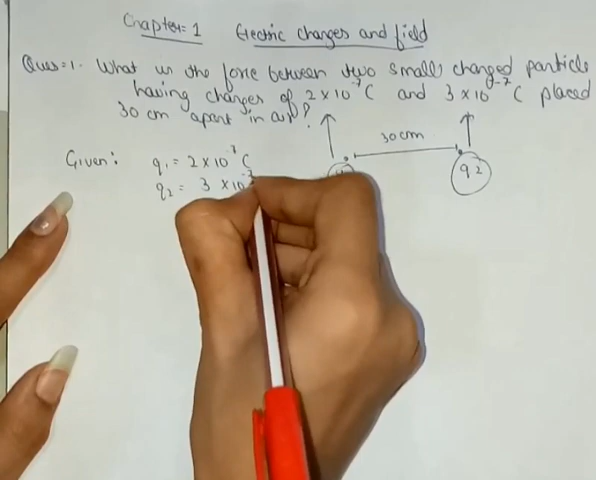 Chapter:- 1 Electric charges and field
Ques:1. What is the force between two small charged particle
having charges of 2 × 10⁻⁷ C and 3 × 10⁻⁷ C placed
30 cm apart in air?
30 cm
Given: q₁ = 2 × 10⁻⁷ C
q₂ = 3 × 10⁻⁷
q2